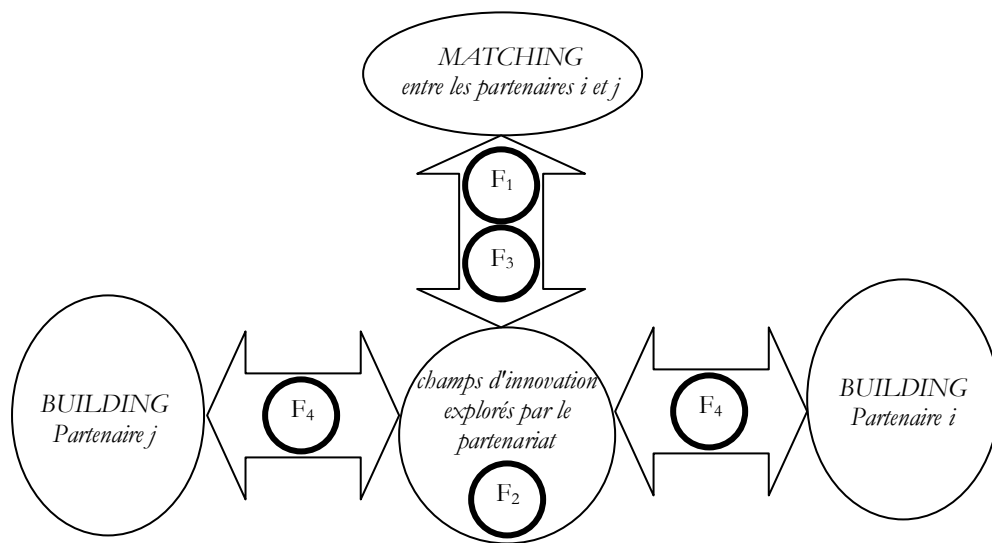 MATCHING
entre les partenaires i et j
F1
F3
BUILDING
Partenaire j
F4
champs d'innovation
explorés par le
partenariat
F2
F4
BUILDING
Partenaire i